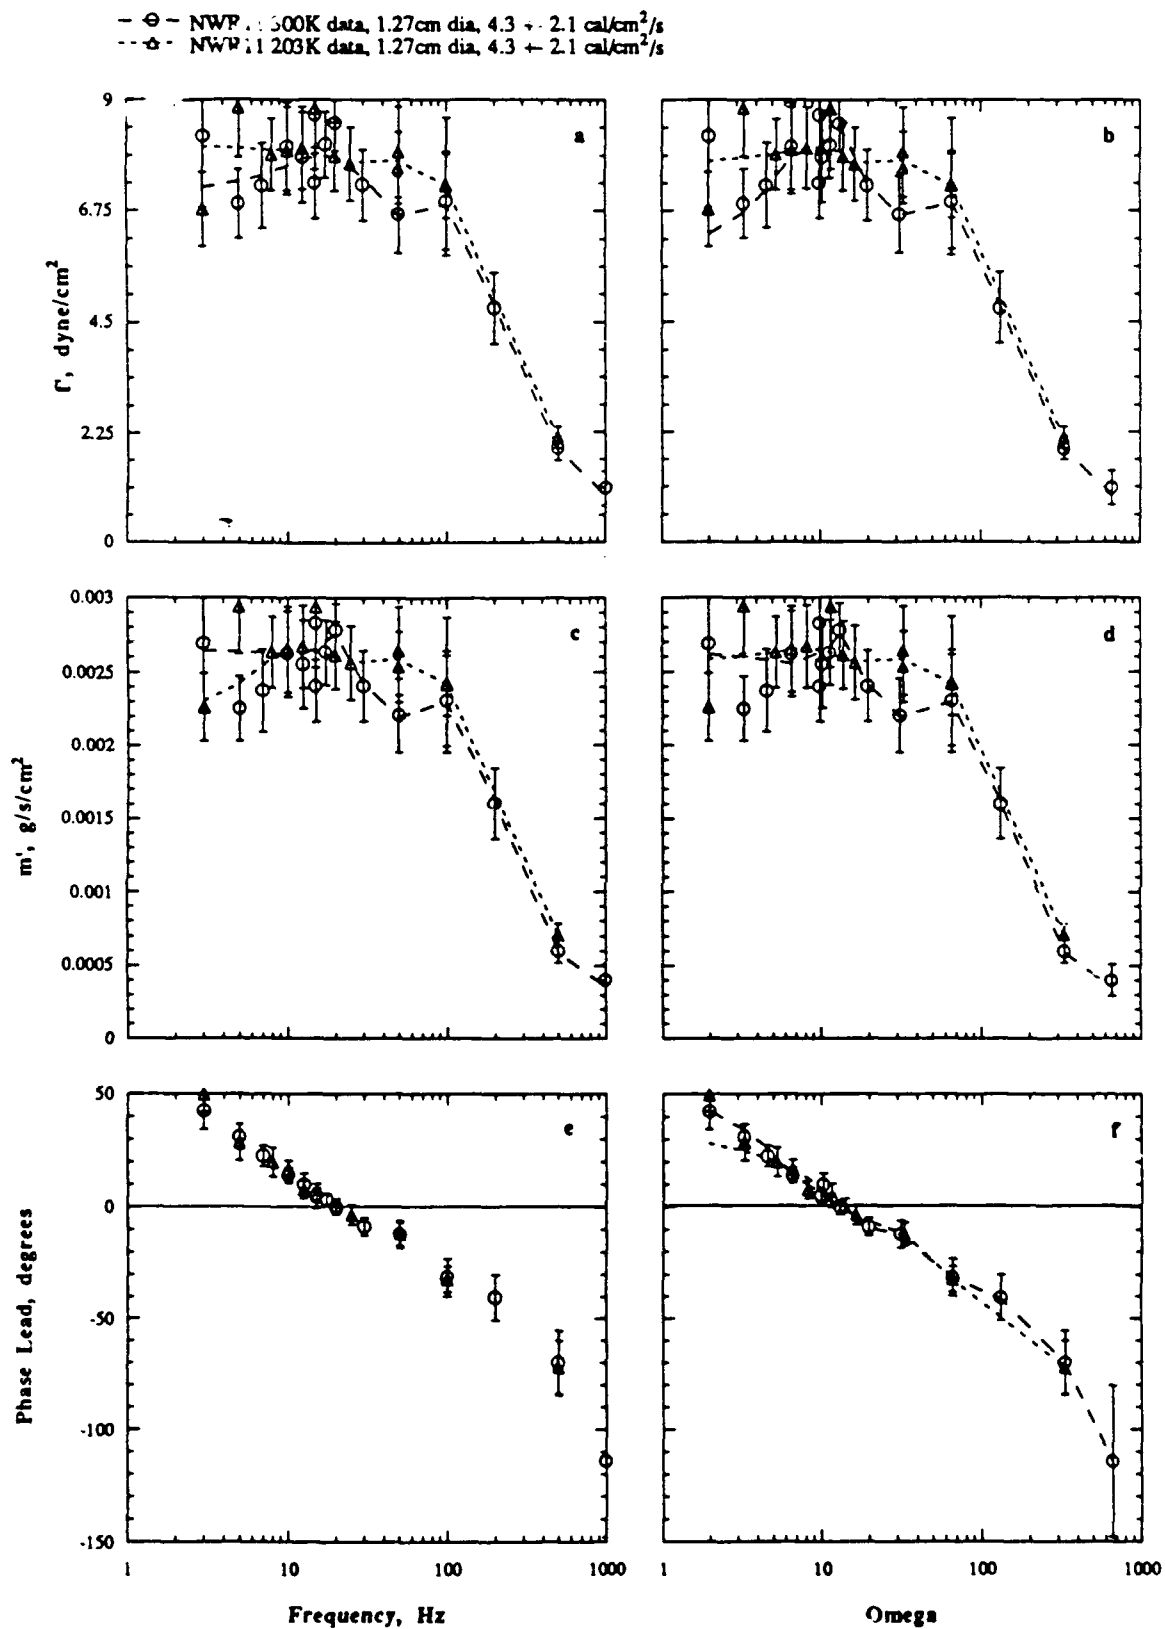 300K data, 1.27cm dia, 4.3 +- 2.1 cal/cm²/s
NWR11 203K data, 1.27cm dia, 4.3 +- 2.1 cal/cm²/s
9
6.75
4.5
2.25
0
f', dyne/cm²
a
b
0.003
0.0025
0.002
0.0015
0.001
0.0005
0
m', g/s/cm²
c
d
50
0
-50
-100
-150
Phase Lead, degrees
e
f
1 10 100 1000
1 10 100 1000
Frequency, Hz
Omega